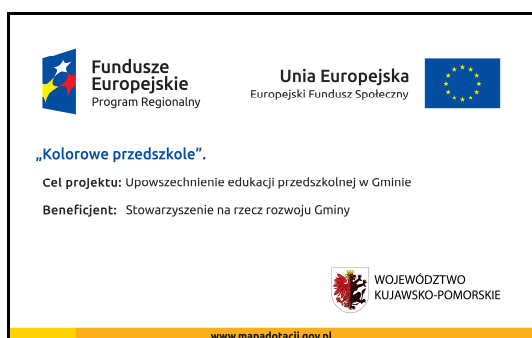 Fundusze
Europejskie
Program Regionalny
Unia Europejska
Europejski Fundusz Społeczny
„Kolorowe przedszkole”.
Cel projektu: Upowszechnienie edukacji przedszkolnej w Gminie
Beneficjent: Stowarzyszenie na rzecz rozwoju Gminy
WOJEWÓDZTWO
KUJAWSKO-POMORSKIE
www.mapadotacji.gov.pl